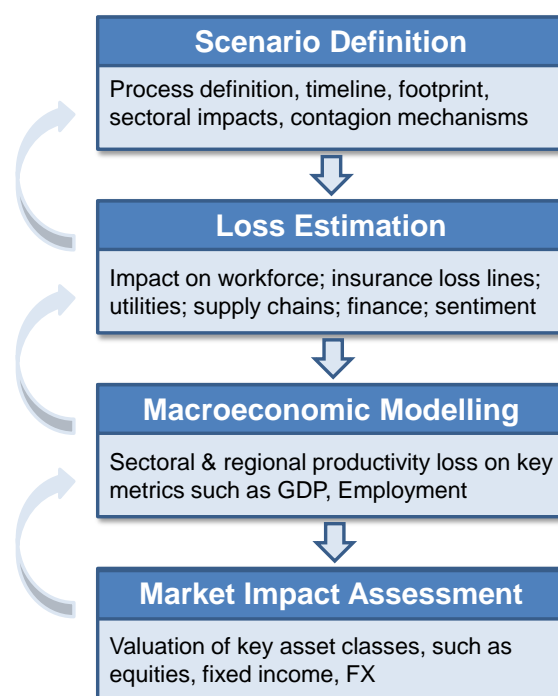 Scenario Definition
Process definition, timeline, footprint,
sectoral impacts, contagion mechanisms
Loss Estimation
Impact on workforce; insurance loss lines;
utilities; supply chains; finance; sentiment
Macroeconomic Modelling
Sectoral & regional productivity loss on key
metrics such as GDP, Employment
Market Impact Assessment
Valuation of key asset classes, such as
equities, fixed income, FX